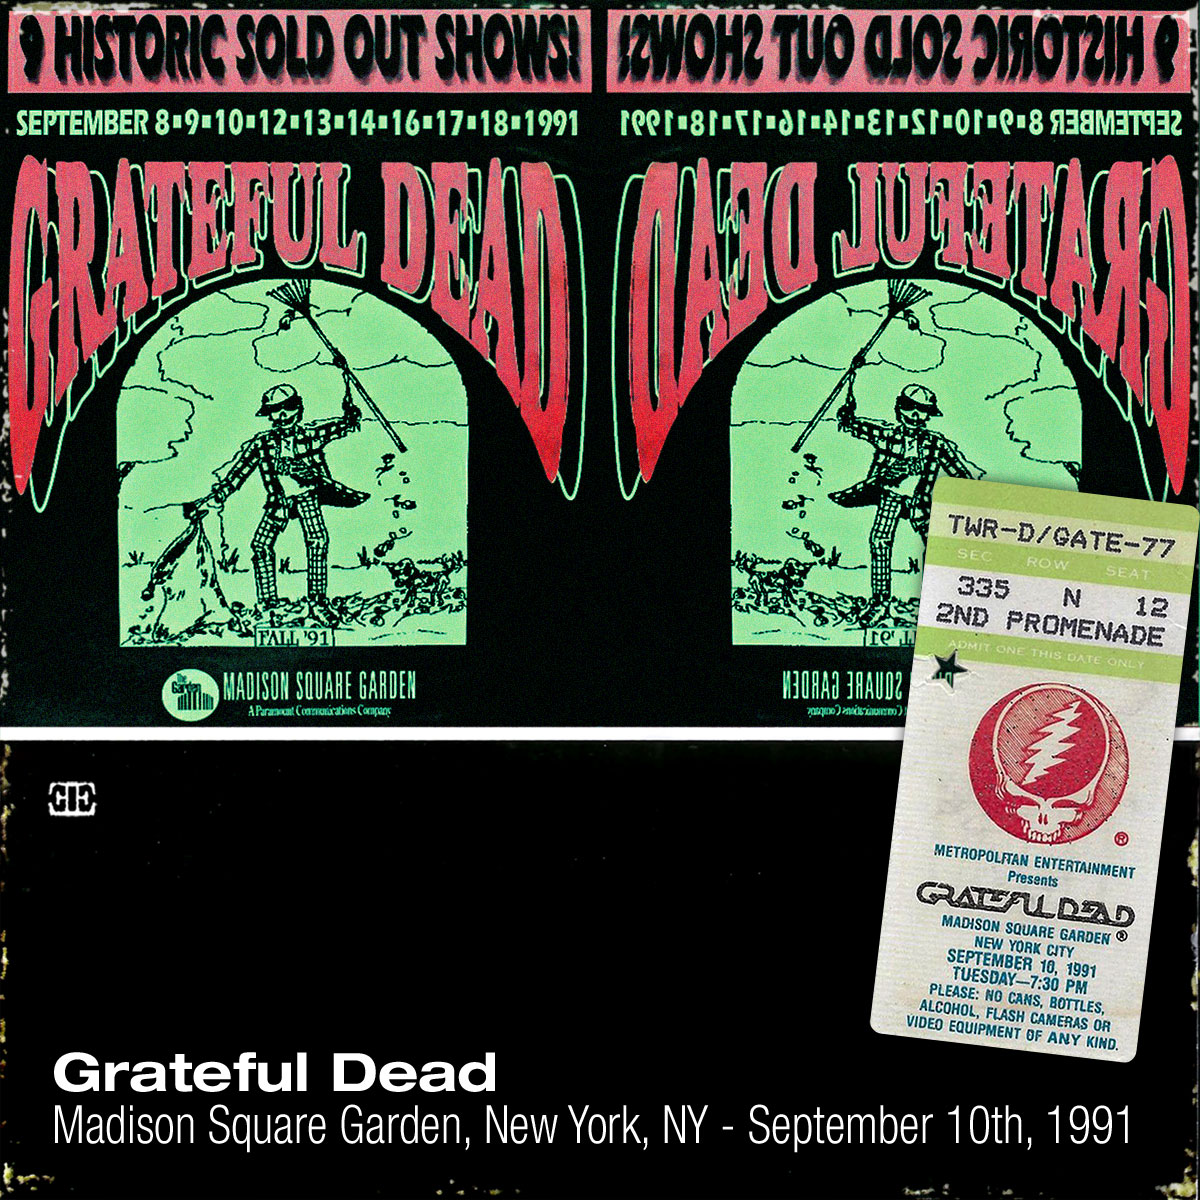 9 HISTORIC SOLD OUT SHOWS!
SEPTEMBER 8▪9▪10▪12▪13▪14▪16▪17▪18▪1991
GRATEFUL DEAD
FALL '91
The Garden
MADISON SQUARE GARDEN
A Paramount Communications Company
9 HISTORIC SOLD OUT SHOWS!
SEPTEMBER 8▪9▪10▪12▪13▪14▪16▪17▪18▪1991
GRATEFUL DEAD
SQUARE GARDEN
Communications Company
TWR-D/GATE-77
SEC ROW SEAT
335 N 12
2ND PROMENADE
ADMIT ONE THIS DATE ONLY
®
METROPOLITAN ENTERTAINMENT
Presents
GRATEFUL DEAD
®
MADISON SQUARE GARDEN
NEW YORK CITY
SEPTEMBER 10, 1991
TUESDAY—7:30 PM
PLEASE: NO CANS, BOTTLES,
ALCOHOL, FLASH CAMERAS OR
VIDEO EQUIPMENT OF ANY KIND.
Grateful Dead
Madison Square Garden, New York, NY - September 10th, 1991